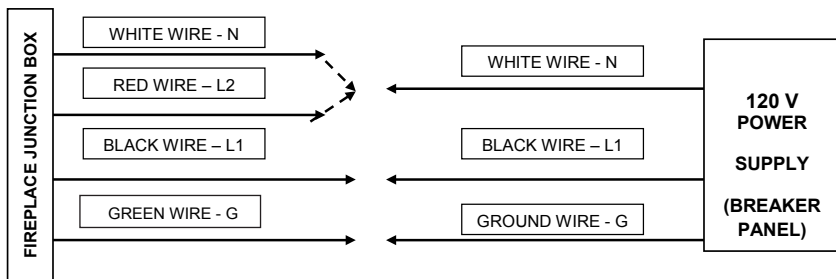 FIREPLACE JUNCTION BOX
WHITE WIRE - N
RED WIRE – L2
BLACK WIRE – L1
GREEN WIRE - G
WHITE WIRE - N
BLACK WIRE – L1
GROUND WIRE - G
120 V
POWER
SUPPLY
(BREAKER
PANEL)